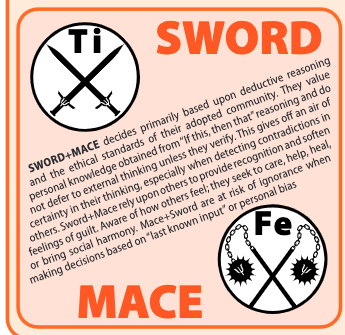 Ti
SWORD
SWORD+MACE decides primarily based upon deductive reasoning
and the ethical standards of their adopted community. They value
personal knowledge obtained from "If this, then that" reasoning and do
not defer to external thinking unless they verify. This gives off an air of
certainty in their thinking, especially when detecting contradictions in
others. Sword+Mace rely upon others to provide recognition and soften
feelings of guilt. Aware of how others feel; they seek to care, help, heal,
or bring social harmony. Mace+Sword are at risk of ignorance when
making decisions based on "last known input" or personal bias
Fe
MACE